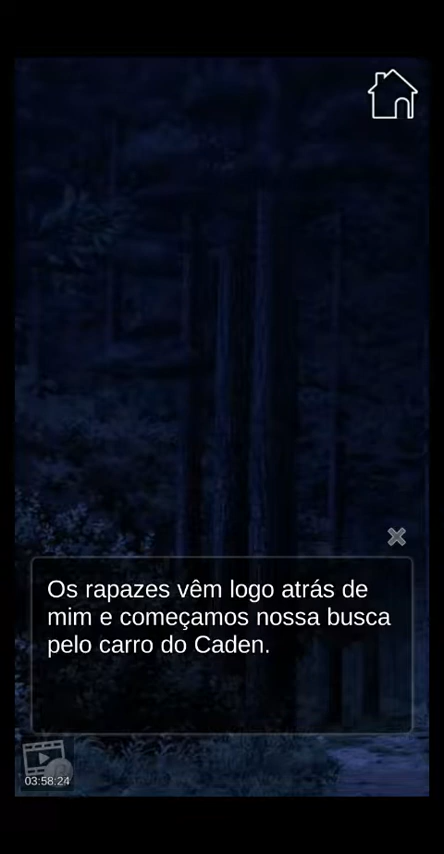 Os rapazes vêm logo atrás de
mim e começamos nossa busca
pelo carro do Caden.
03:58:24